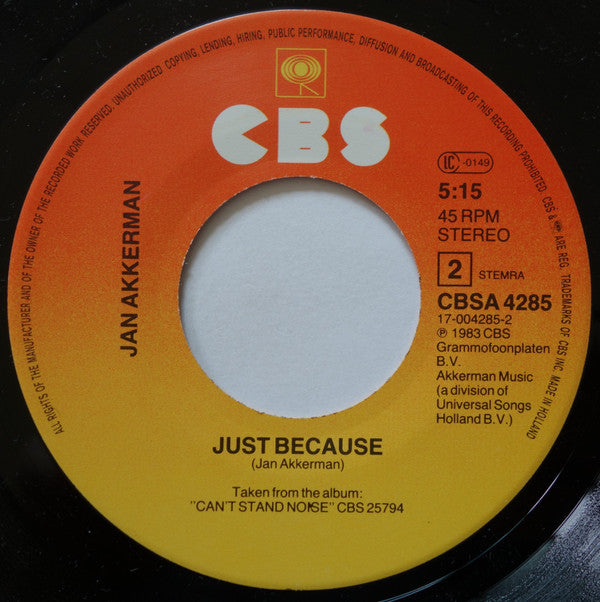 ALL RIGHTS OF THE MANUFACTURER AND OF THE OWNER OF THE RECORDED WORK RESERVED. UNAUTHORIZED COPYING, LENDING, HIRING, PUBLIC PERFORMANCE, DIFFUSION AND BROADCASTING OF THIS RECORDING PROHIBITED. CBS & ARE REG. TRADEMARKS OF CBS INC. MADE IN HOLLAND
CBS
JAN AKKERMAN
IC -0149
5:15
45 RPM
STEREO
2 STEMRA
CBSA 4285
17-004285-2
℗ 1983 CBS
Grammofoonplaten
B.V.
Akkerman Music
(a division of
Universal Songs
Holland B.V.)
JUST BECAUSE
(Jan Akkerman)
Taken from the album:
"CAN'T STAND NOISE" CBS 25794